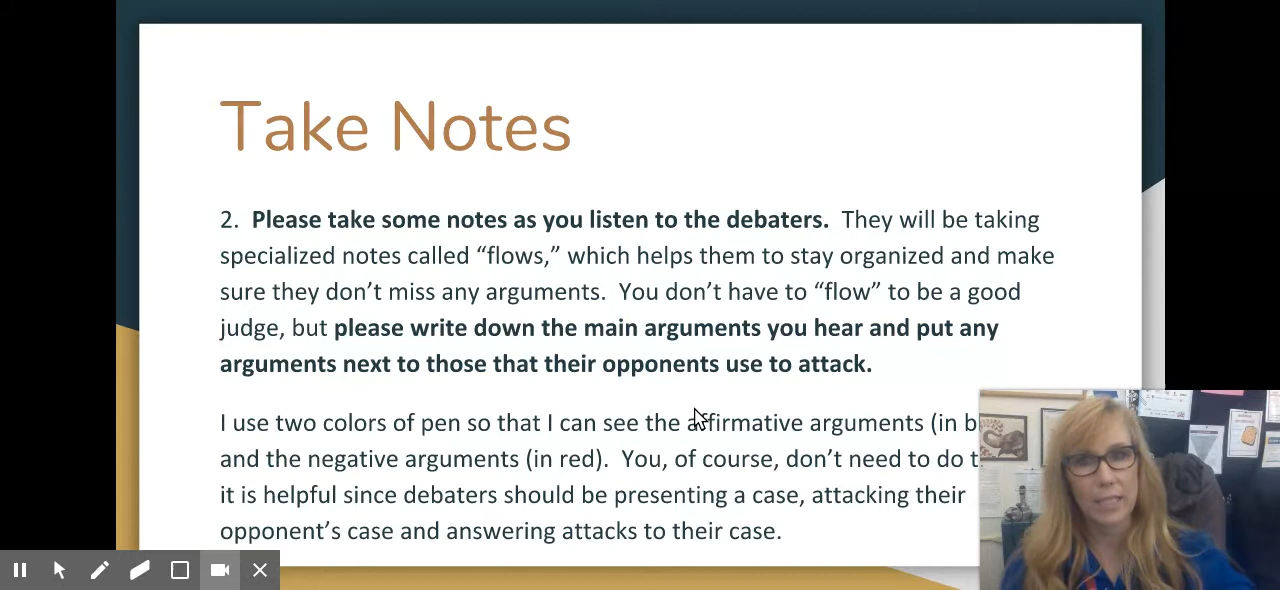 Take Notes
2.  Please take some notes as you listen to the debaters.  They will be taking
specialized notes called “flows,” which helps them to stay organized and make
sure they don’t miss any arguments.  You don’t have to “flow” to be a good
judge, but please write down the main arguments you hear and put any
arguments next to those that their opponents use to attack.
I use two colors of pen so that I can see the affirmative arguments (in
and the negative arguments (in red).  You, of course, don’t need to do
it is helpful since debaters should be presenting a case, attacking their
opponent’s case and answering attacks to their case.